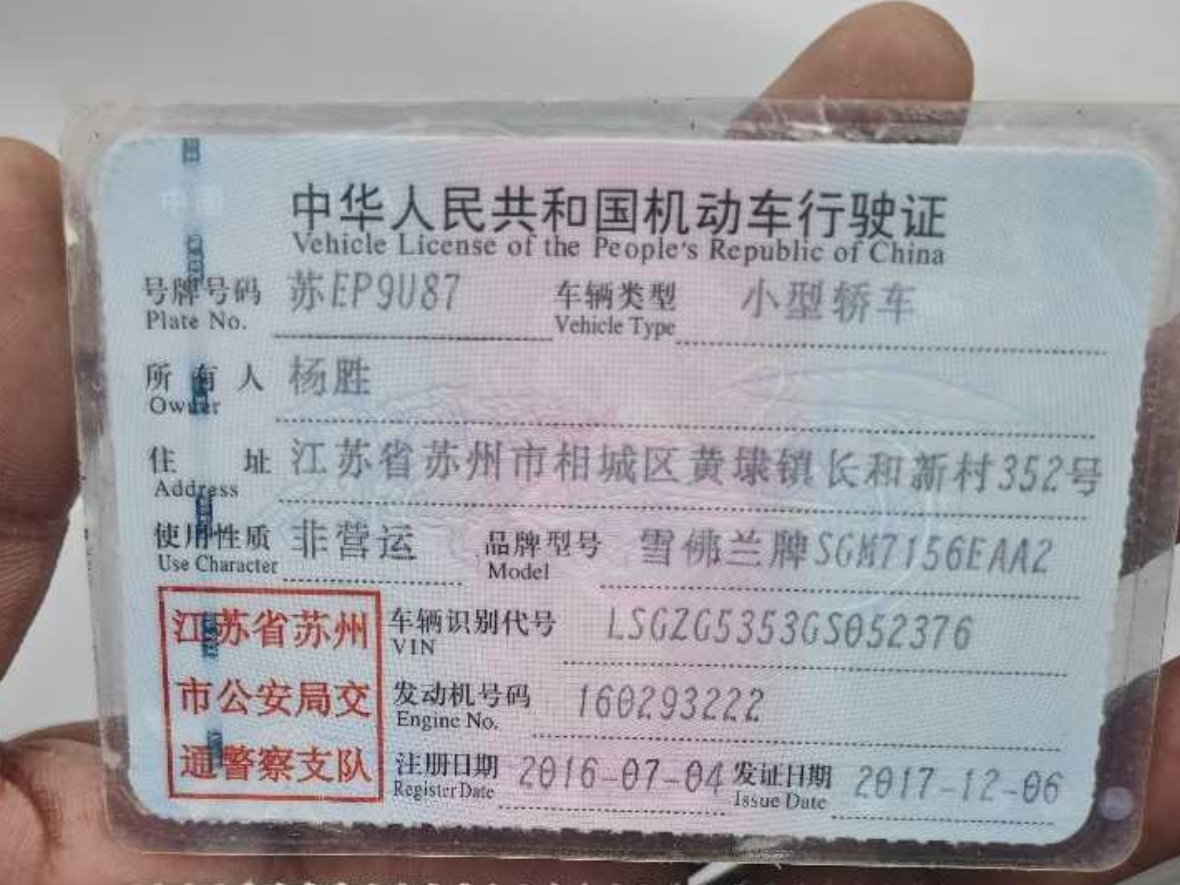 中华人民共和国机动车行驶证
Vehicle License of the People's Republic of China
号牌号码 苏EP9U87 车辆类型 小型轿车
Plate No. Vehicle Type
所有人 杨胜
Owner
住址 江苏省苏州市相城区黄埭镇长和新村352号
Address
使用性质 非营运 品牌型号 雪佛兰牌SGM7156EAA2
Use Character Model
江苏省苏州 车辆识别代号 LSGZG5353GS052376
VIN
市公安局交 发动机号码 160293222
Engine No.
通警察支队 注册日期 2016-07-04 发证日期 2017-12-06
Register Date Issue Date